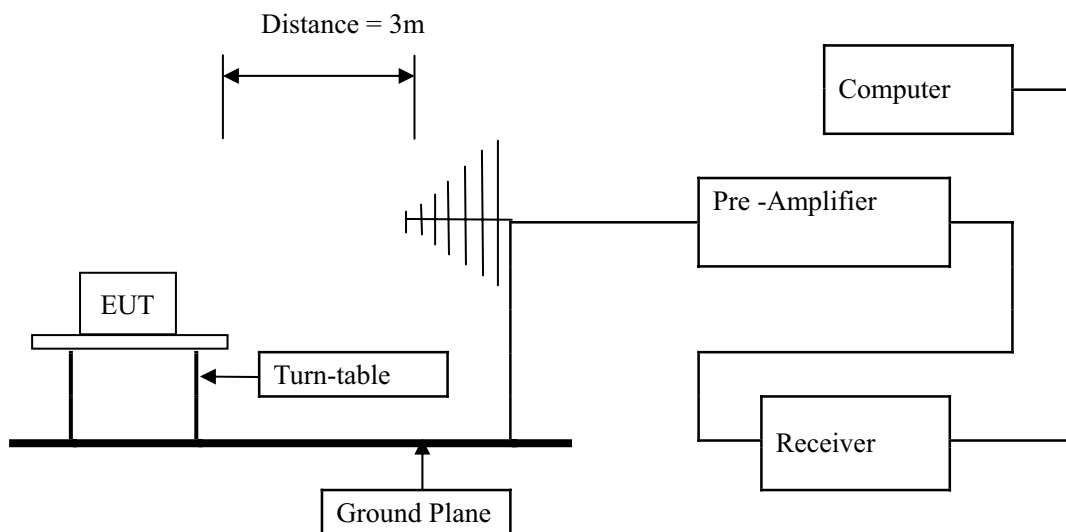 Distance = 3m
Computer
Pre -Amplifier
EUT
Turn-table
Receiver
Ground Plane